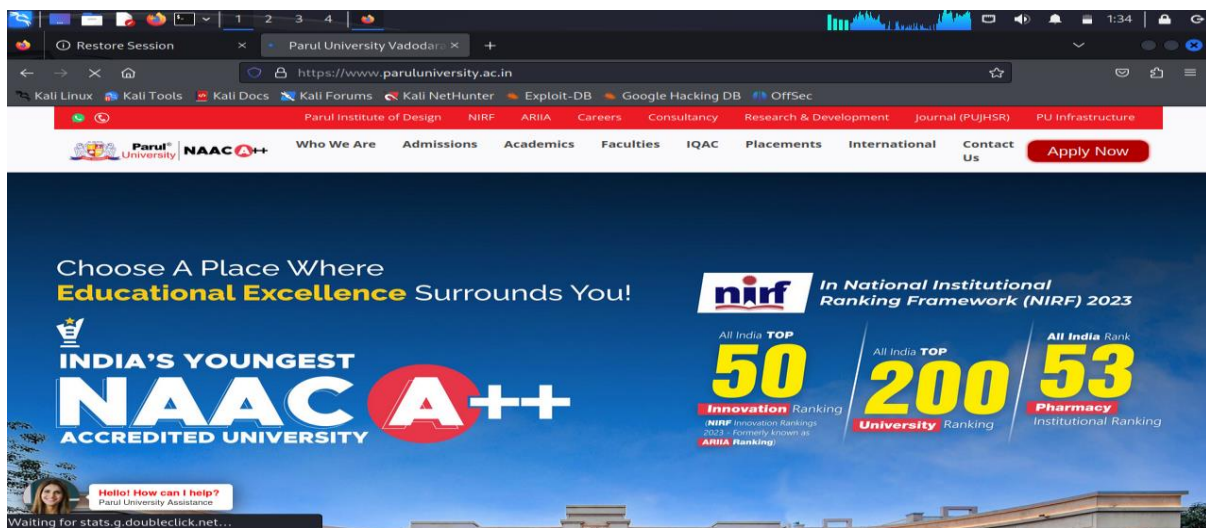 1 2 3 4
1:34
Restore Session
Parul University Vadodara
https://www.paruluniversity.ac.in
Kali Linux Kali Tools Kali Docs Kali Forums Kali NetHunter Exploit-DB Google Hacking DB OffSec
Parul Institute of Design NIRF ARIIA Careers Consultancy Research & Development Journal (PUJHSR) PU Infrastructure
Parul® University NAAC A++ Who We Are Admissions Academics Faculties IQAC Placements International Contact Us Apply Now
Choose A Place Where
Educational Excellence Surrounds You!
INDIA'S YOUNGEST
NAAC A++
ACCREDITED UNIVERSITY
nirf
In National Institutional
Ranking Framework (NIRF) 2023
All India TOP
50
Innovation Ranking
(NIRF Innovation Rankings
2023 - Formerly known as
ARIIA Ranking)
All India TOP
200
University Ranking
All India Rank
53
Pharmacy
Institutional Ranking
Hello! How can I help?
Parul University Assistance
Waiting for stats.g.doubleclick.net...